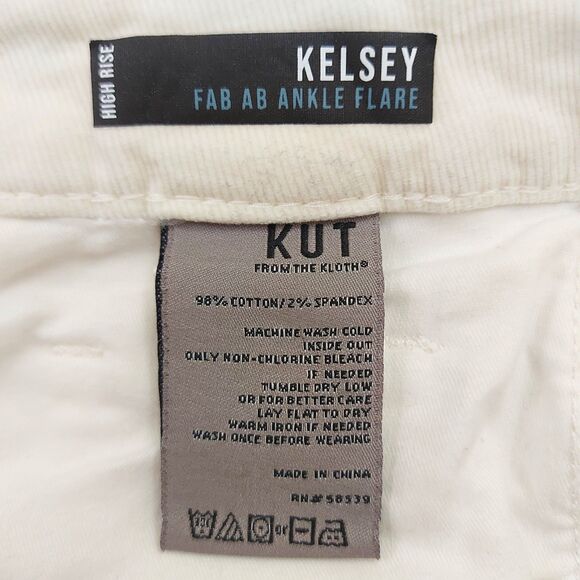 HIGH RISE
KELSEY
FAB AB ANKLE FLARE
KUT
FROM THE KLOTH®
98% COTTON/2% SPANDEX
MACHINE WASH COLD
INSIDE OUT
ONLY NON-CHLORINE BLEACH
IF NEEDED
TUMBLE DRY LOW
OR FOR BETTER CARE
LAY FLAT TO DRY
WARM IRON IF NEEDED
WASH ONCE BEFORE WEARING
MADE IN CHINA
RN# 58539
or